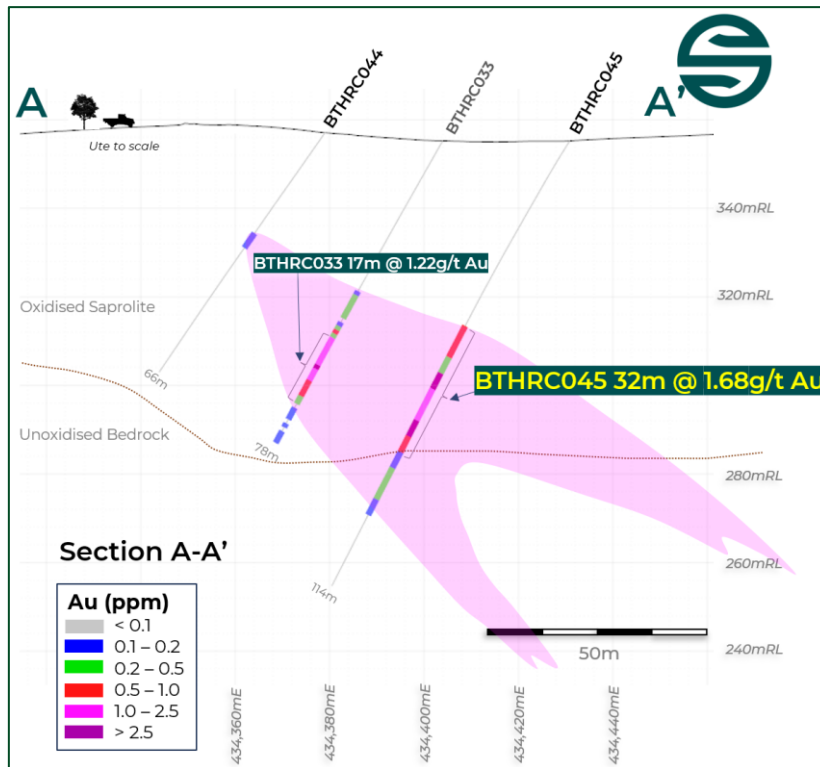 A
A'
BTHRC044
BTHRC033
BTHRC045
Ute to scale
340mRL
BTHRC033 17m @ 1.22g/t Au
320mRL
Oxidised Saprolite
66m
BTHRC045 32m @ 1.68g/t Au
Unoxidised Bedrock
78m
280mRL
114m
260mRL
Section A-A’
Au (ppm)
< 0.1
0.1 – 0.2
0.2 – 0.5
0.5 – 1.0
1.0 – 2.5
> 2.5
50m
240mRL
434,360mE
434,380mE
434,400mE
434,420mE
434,440mE